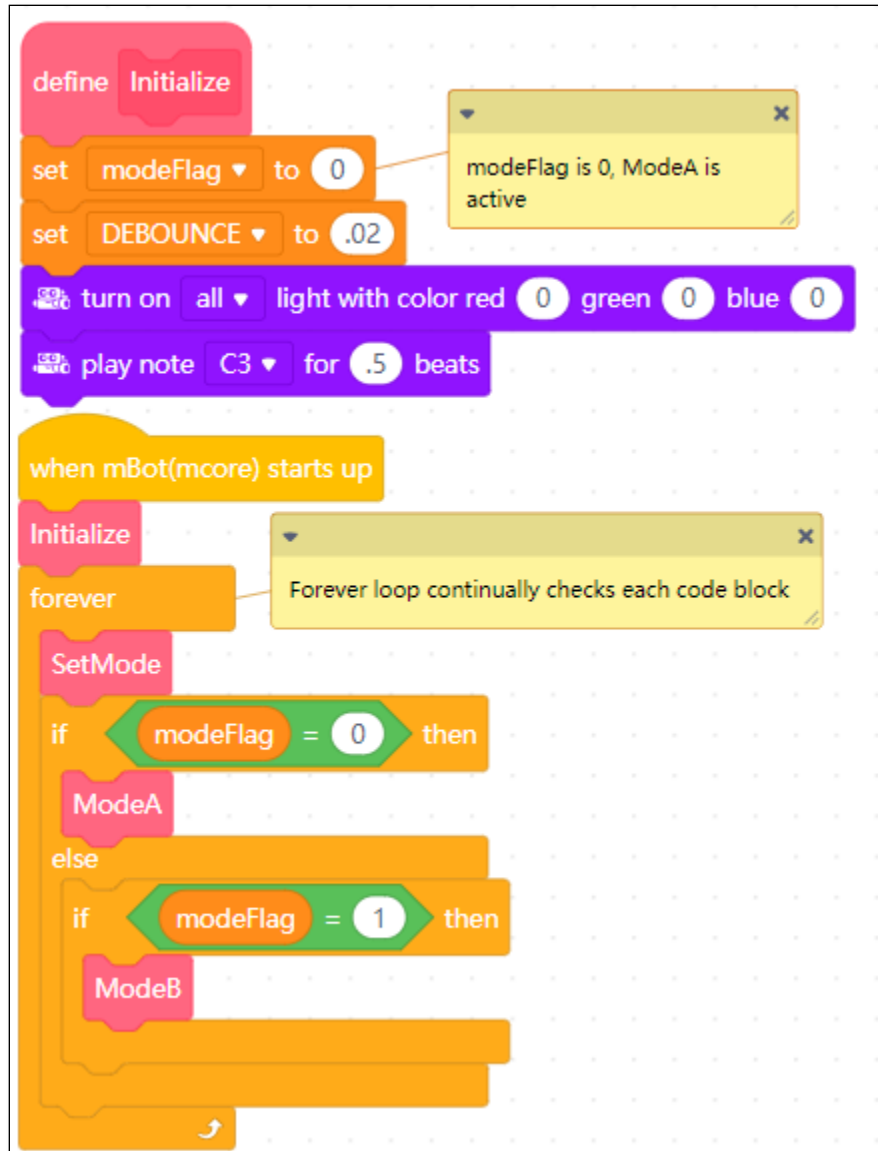 define Initialize
set modeFlag to 0
modeFlag is 0, ModeA is
active
set DEBOUNCE to .02
turn on all light with color red 0 green 0 blue 0
play note C3 for .5 beats
when mBot(mcore) starts up
Initialize
forever
Forever loop continually checks each code block
SetMode
if modeFlag = 0 then
ModeA
else
if modeFlag = 1 then
ModeB